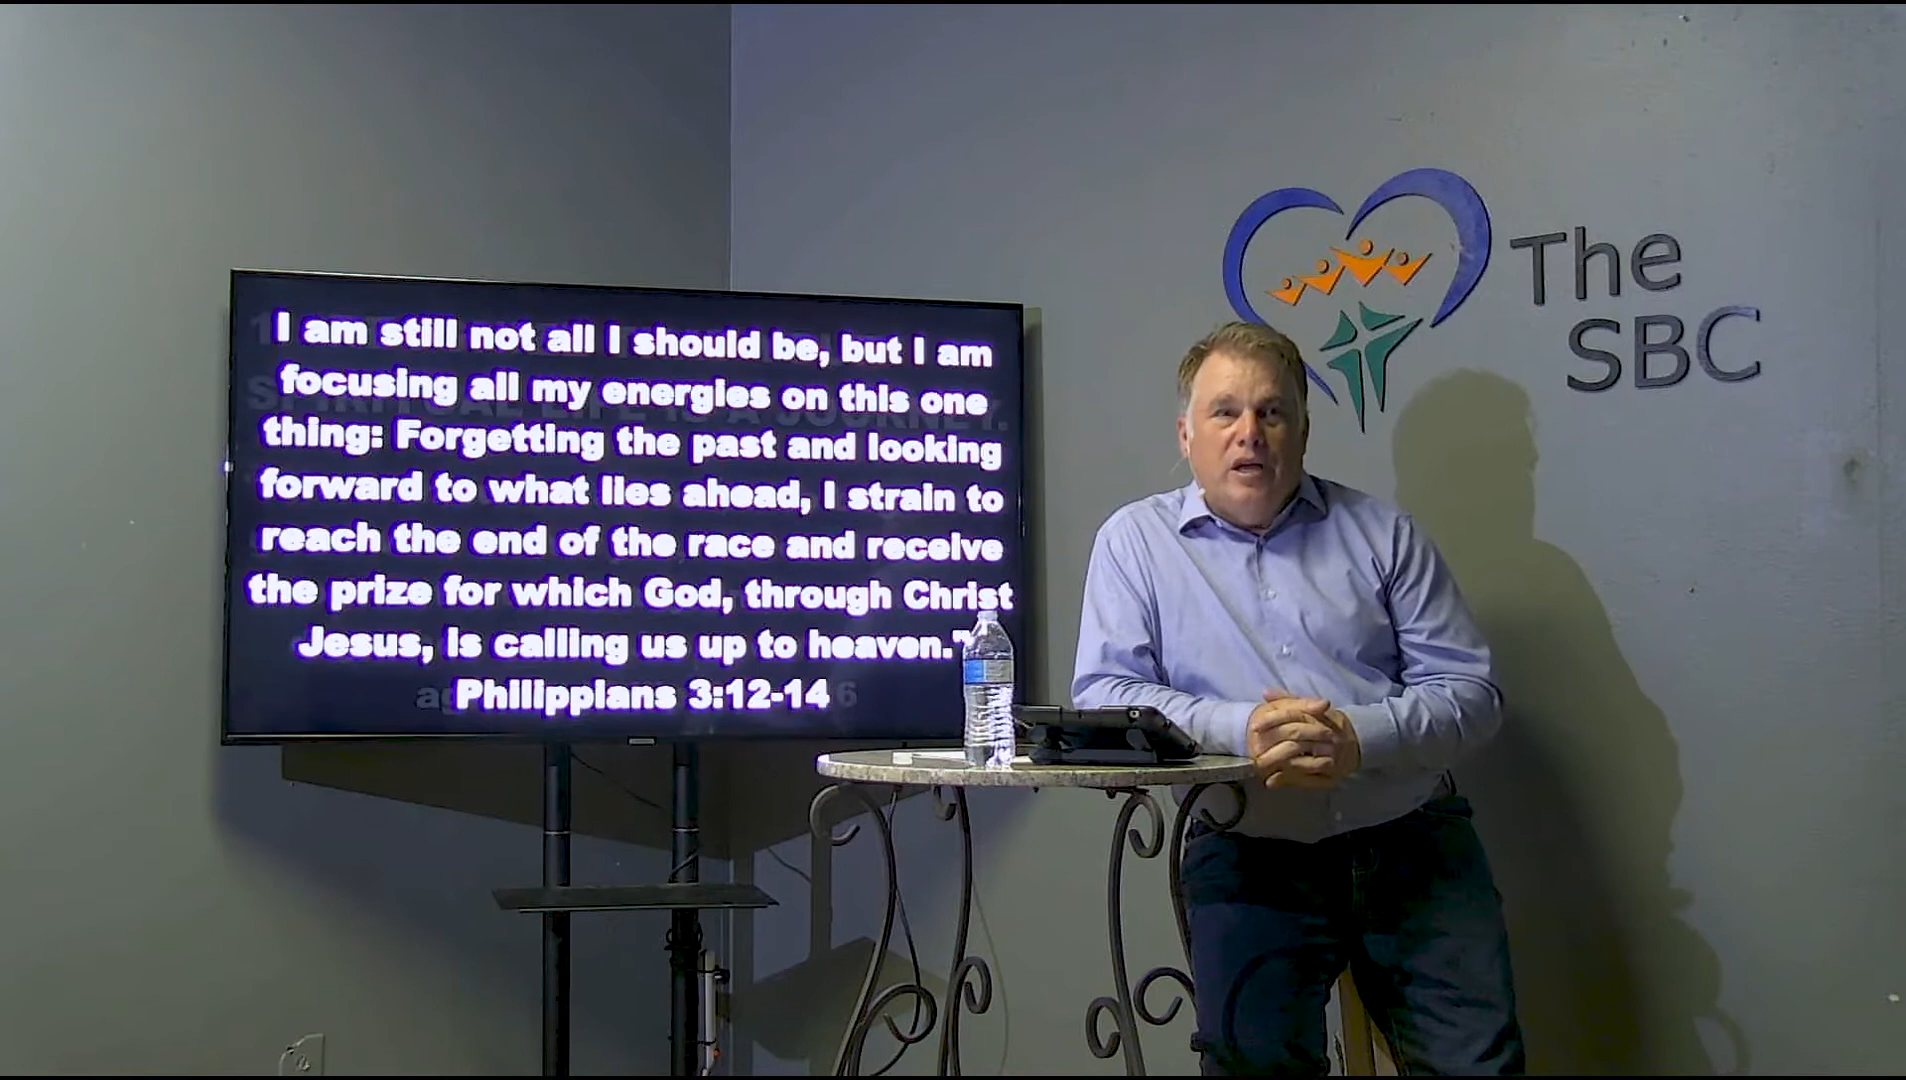 I am still not all I should be, but I am
focusing all my energies on this one
thing: Forgetting the past and looking
forward to what lies ahead, I strain to
reach the end of the race and receive
the prize for which God, through Christ
Jesus, is calling us up to heaven."
Philippians 3:12-14
The
SBC